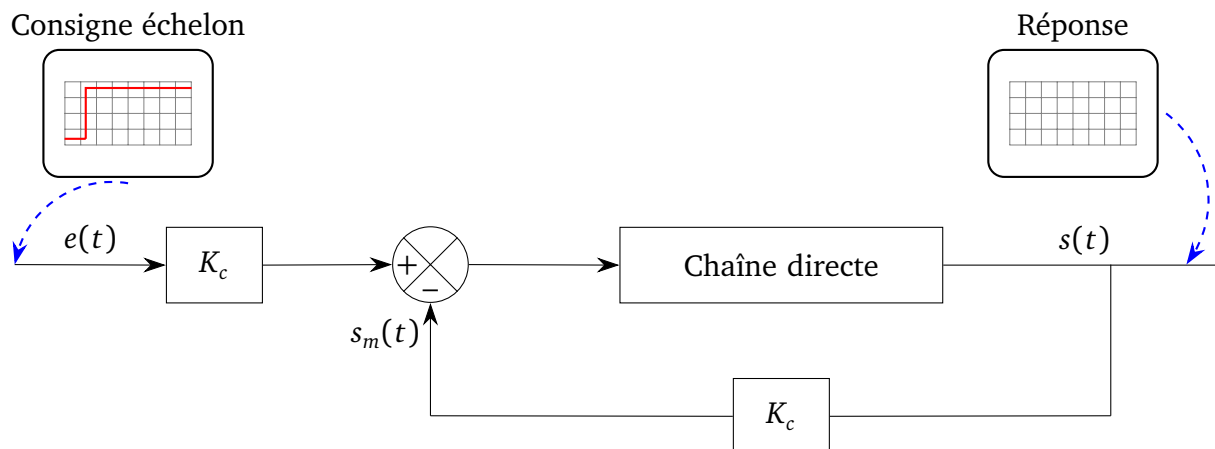 Consigne échelon
Réponse
e(t)
K_c
+
−
Chaîne directe
s(t)
s_m(t)
K_c